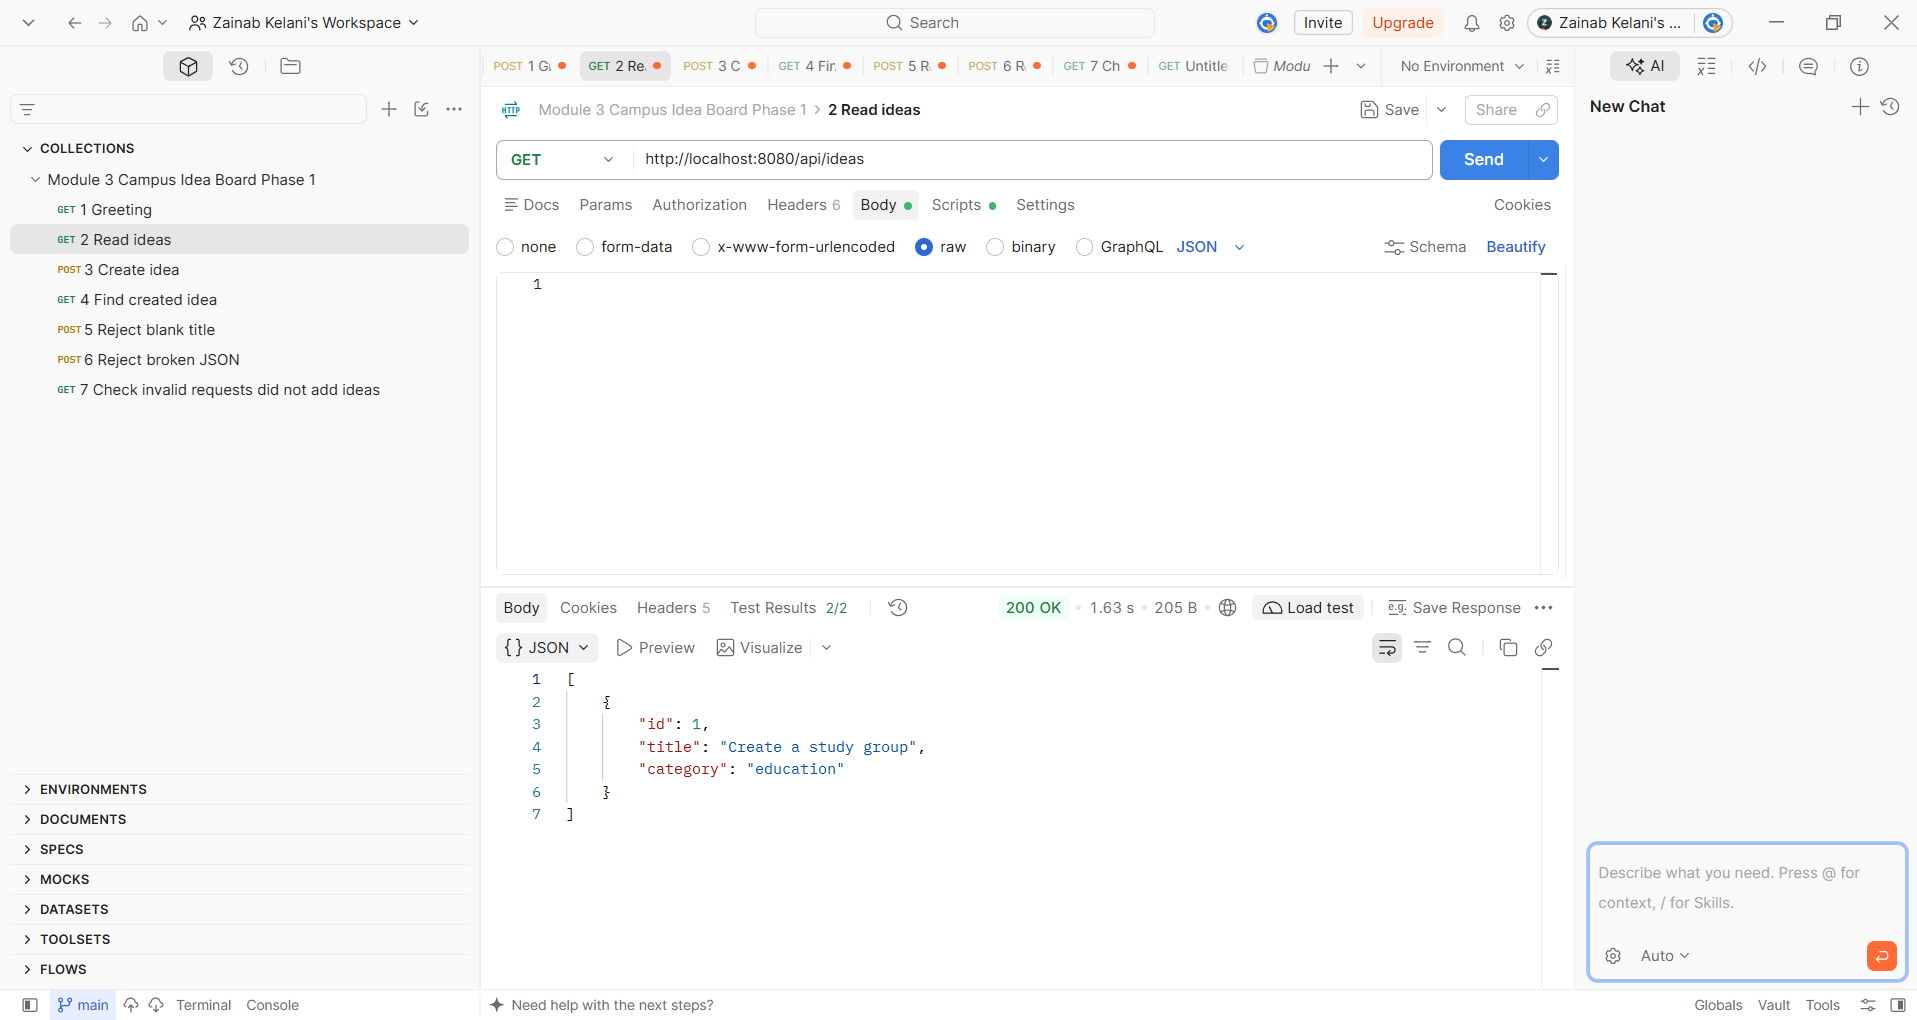 Zainab Kelani's Workspace
Search
Invite
Upgrade
Zainab Kelani's ...
POST 1 G
GET 2 Re
POST 3 C
GET 4 Fin
POST 5 R
POST 6 R
GET 7 Ch
GET Untitle
Modu
No Environment
AI
Module 3 Campus Idea Board Phase 1 > 2 Read ideas
Save
Share
New Chat
COLLECTIONS
Module 3 Campus Idea Board Phase 1
GET 1 Greeting
GET 2 Read ideas
POST 3 Create idea
GET 4 Find created idea
POST 5 Reject blank title
POST 6 Reject broken JSON
GET 7 Check invalid requests did not add ideas
GET
http://localhost:8080/api/ideas
Send
Docs
Params
Authorization
Headers 6
Body
Scripts
Settings
Cookies
none
form-data
x-www-form-urlencoded
raw
binary
GraphQL
JSON
Schema
Beautify
1
Body
Cookies
Headers 5
Test Results 2/2
200 OK
1.63 s
205 B
Load test
e.g. Save Response
{} JSON
Preview
Visualize
1 [
2 {
3 "id": 1,
4 "title": "Create a study group",
5 "category": "education"
6 }
7 ]
ENVIRONMENTS
DOCUMENTS
SPECS
MOCKS
DATASETS
TOOLSETS
FLOWS
Describe what you need. Press @ for
context, / for Skills.
Auto
main
Terminal
Console
Need help with the next steps?
Globals
Vault
Tools